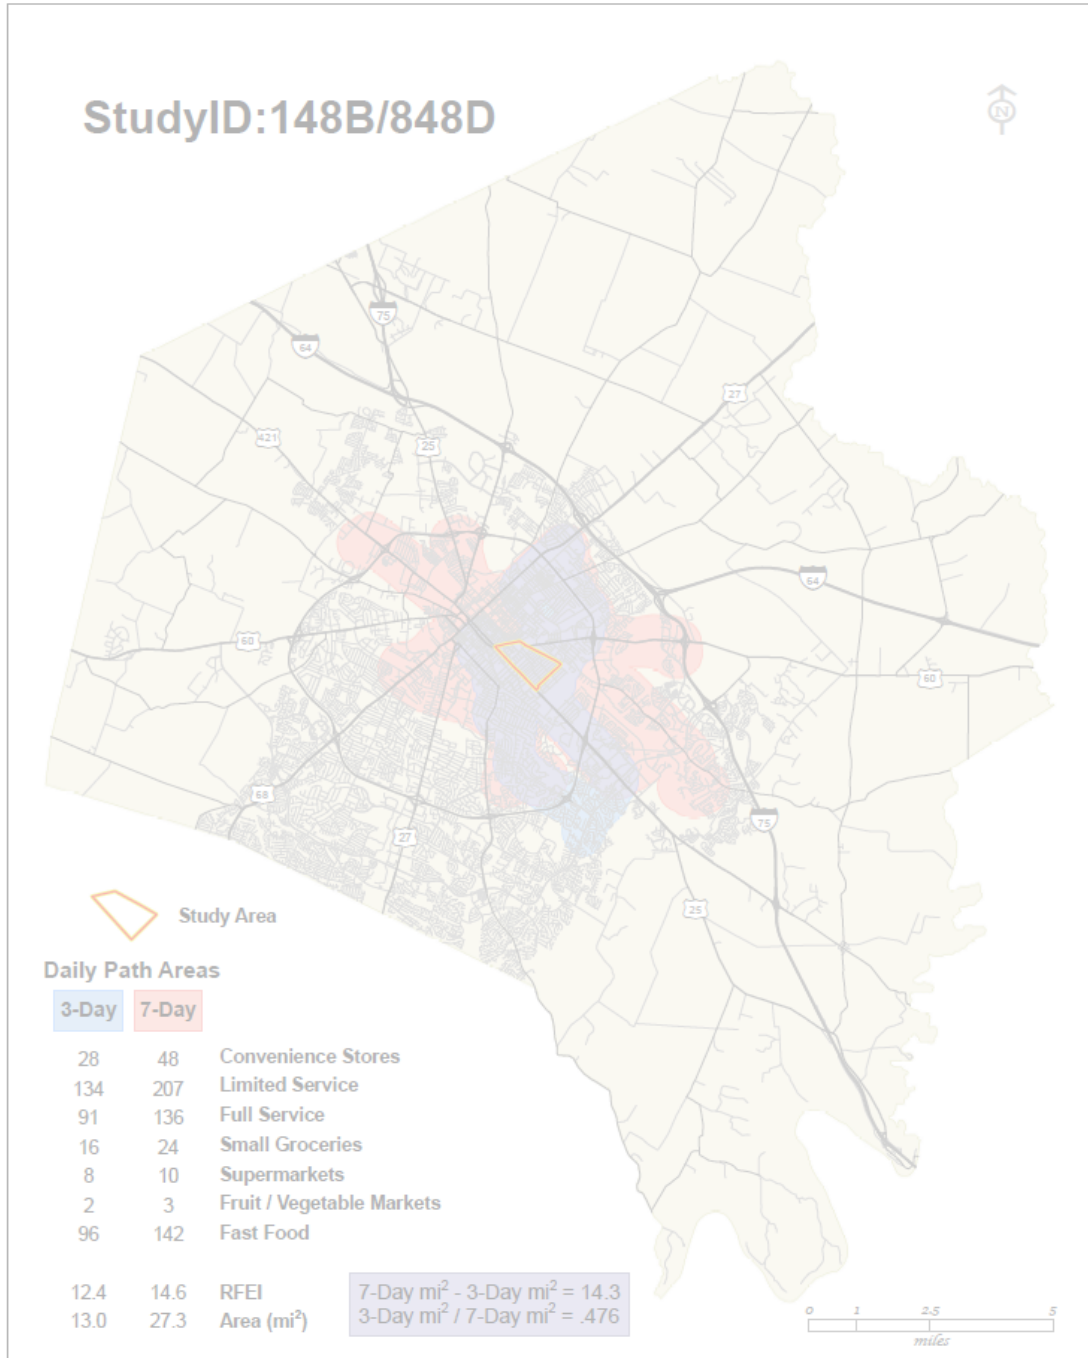 StudyID:148B/848D
N
75
64
27
421
25
64
60
60
68
75
27
25
Study Area
Daily Path Areas
3-Day 7-Day
28 48 Convenience Stores
134 207 Limited Service
91 136 Full Service
16 24 Small Groceries
8 10 Supermarkets
2 3 Fruit / Vegetable Markets
96 142 Fast Food
12.4 14.6 RFEI
13.0 27.3 Area (mi²)
7-Day mi² - 3-Day mi² = 14.3
3-Day mi² / 7-Day mi² = .476
0 1 2.5 5
miles